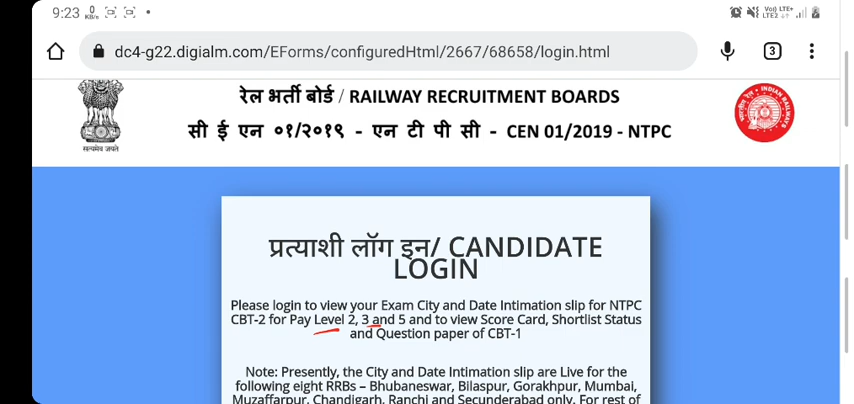 9:23 0 KB/s Voi) LTE+ LTE2
dc4-g22.digialm.com/EForms/configuredHtml/2667/68658/login.html 3
रेल भर्ती बोर्ड / RAILWAY RECRUITMENT BOARDS
सी ई एन ०१/२०१९ - एन टी पी सी - CEN 01/2019 - NTPC
सत्यमेव जयते
प्रत्याशी लॉग इन/ CANDIDATE
LOGIN
Please login to view your Exam City and Date Intimation slip for NTPC
CBT-2 for Pay Level 2, 3 and 5 and to view Score Card, Shortlist Status
and Question paper of CBT-1
Note: Presently, the City and Date Intimation slip are Live for the
following eight RRBs – Bhubaneswar, Bilaspur, Gorakhpur, Mumbai,
Muzaffarpur, Chandigarh, Ranchi and Secunderabad only. For rest of